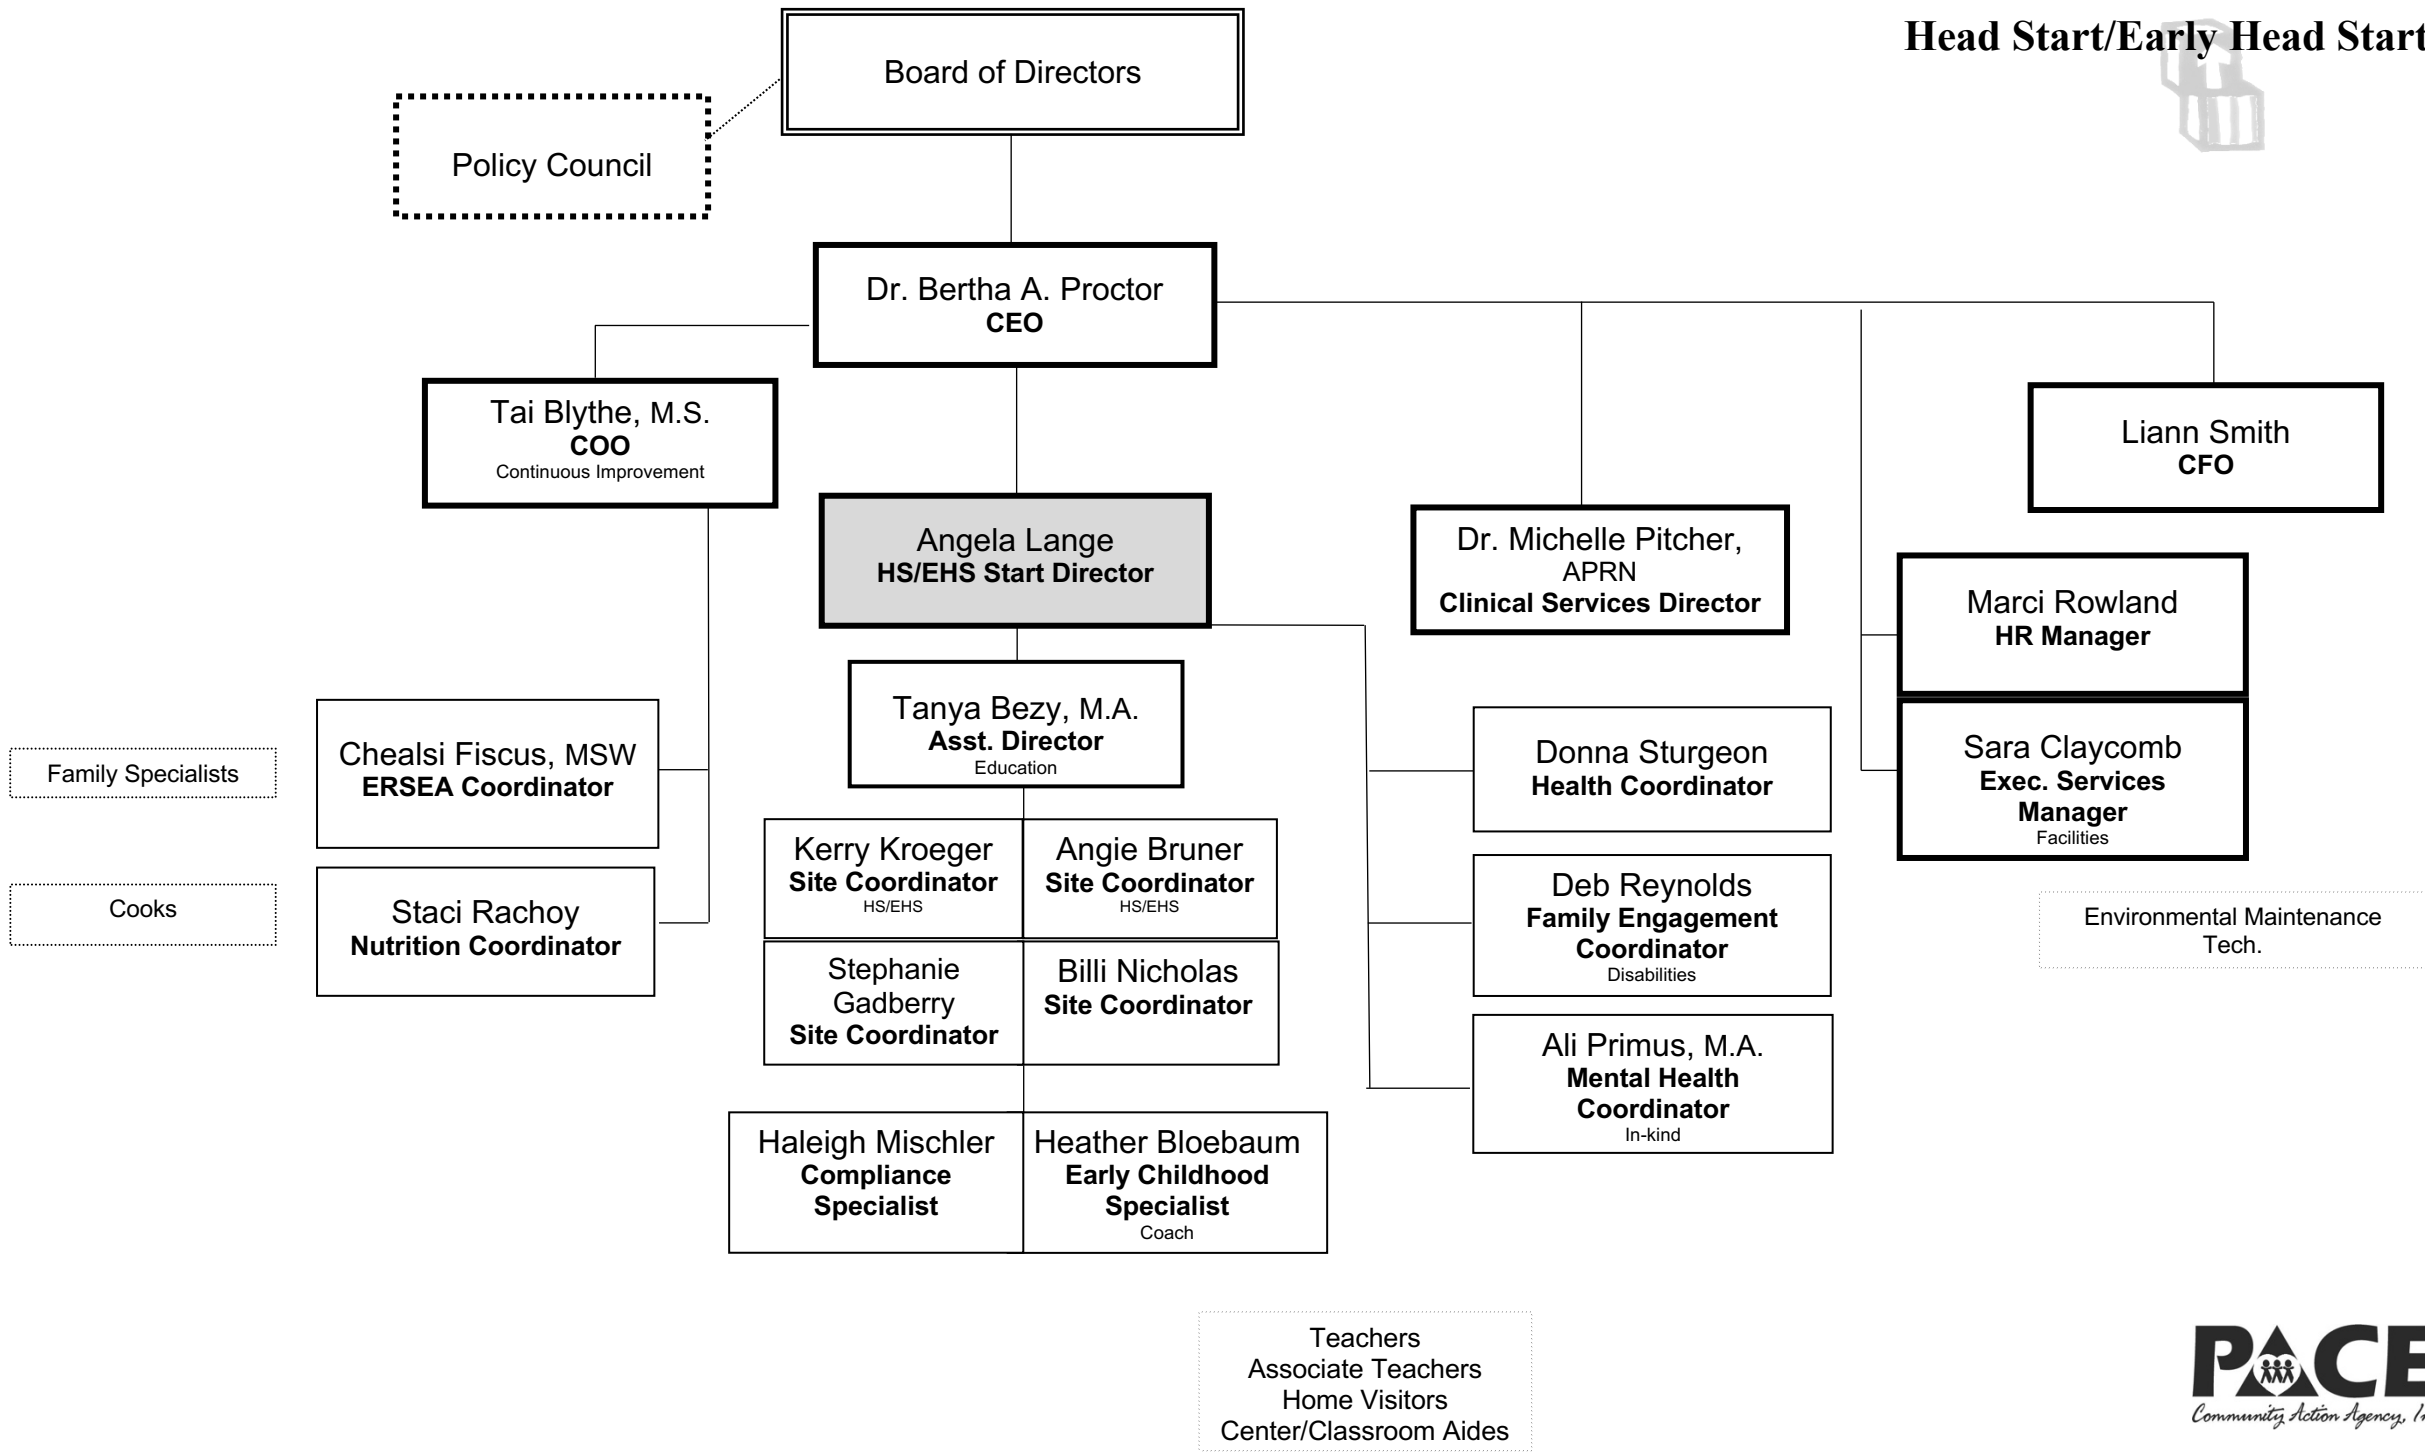 Head Start/Early Head Start
Board of Directors
Policy Council
Dr. Bertha A. Proctor
CEO
Tai Blythe, M.S.
COO
Continuous Improvement
Liann Smith
CFO
Angela Lange
HS/EHS Start Director
Dr. Michelle Pitcher,
APRN
Clinical Services Director
Marci Rowland
HR Manager
Tanya Bezy, M.A.
Asst. Director
Education
Sara Claycomb
Exec. Services
Manager
Facilities
Family Specialists
Chealsi Fiscus, MSW
ERSEA Coordinator
Donna Sturgeon
Health Coordinator
Kerry Kroeger
Site Coordinator
HS/EHS
Angie Bruner
Site Coordinator
HS/EHS
Cooks
Staci Rachoy
Nutrition Coordinator
Deb Reynolds
Family Engagement
Coordinator
Disabilities
Environmental Maintenance
Tech.
Stephanie
Gadberry
Site Coordinator
Billi Nicholas
Site Coordinator
Ali Primus, M.A.
Mental Health
Coordinator
In-kind
Haleigh Mischler
Compliance
Specialist
Heather Bloebaum
Early Childhood
Specialist
Coach
Teachers
Associate Teachers
Home Visitors
Center/Classroom Aides
PACE
Community Action Agency,